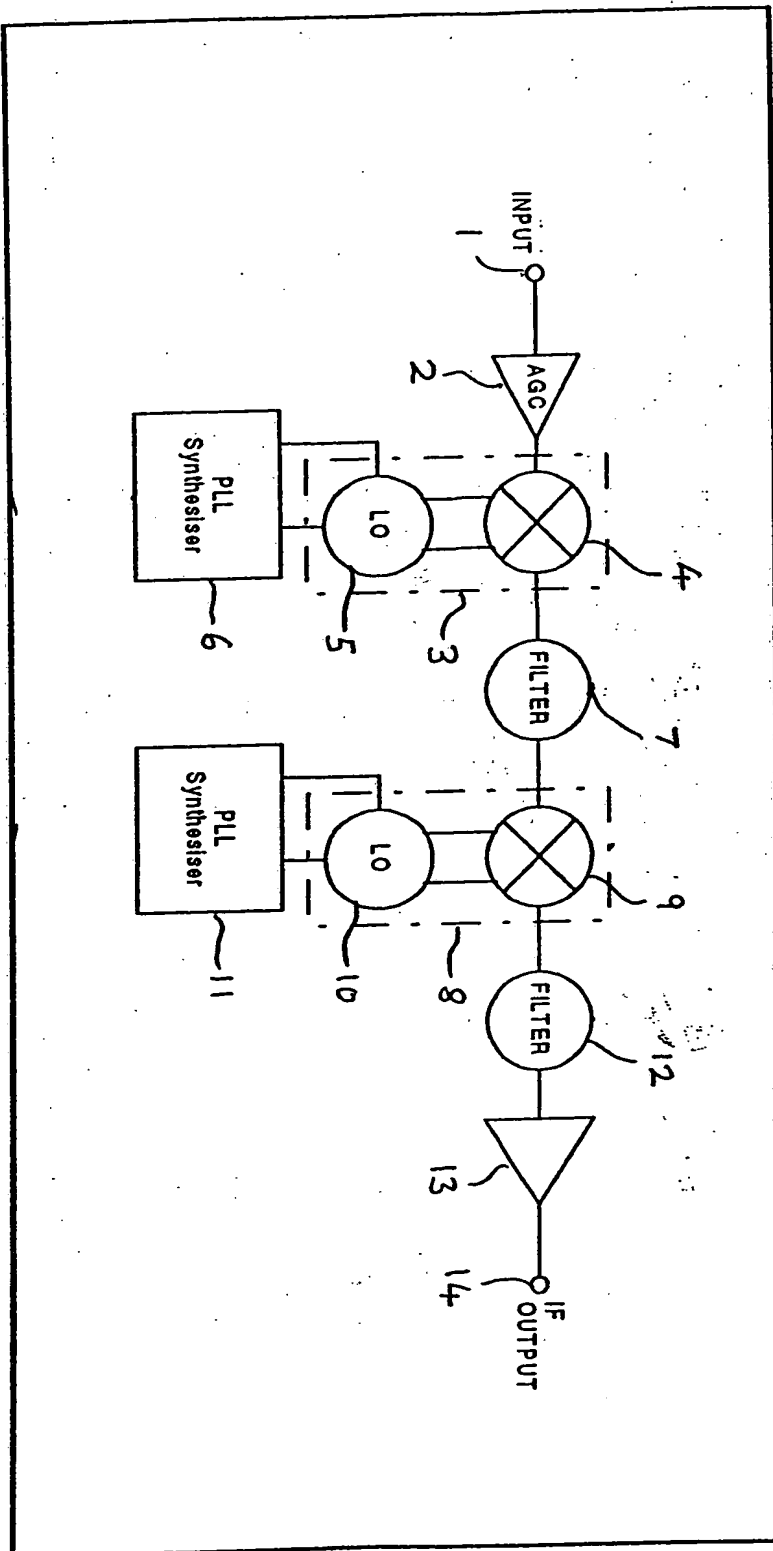 INPUT
1
AGC
2
4
LO
5
3
PLL
Synthesiser
6
FILTER
7
9
LO
10
8
PLL
Synthesiser
11
FILTER
12
13
14
IF
OUTPUT